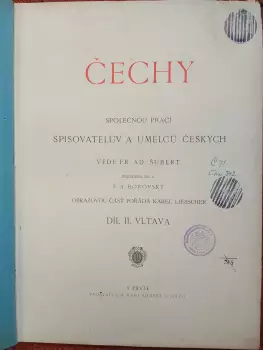 ČECHY
SPOLEČNOU PRACÍ
SPISOVATELŮV A UMĚLCŮ ČESKÝCH
VEDE FR. AD. ŠUBERT
F. A. BOROVSKÝ
OBRAZOVOU ČÁST POŘÁDÁ KAREL LIEBSCHER
DÍL II. VLTAVA
V PRAZE